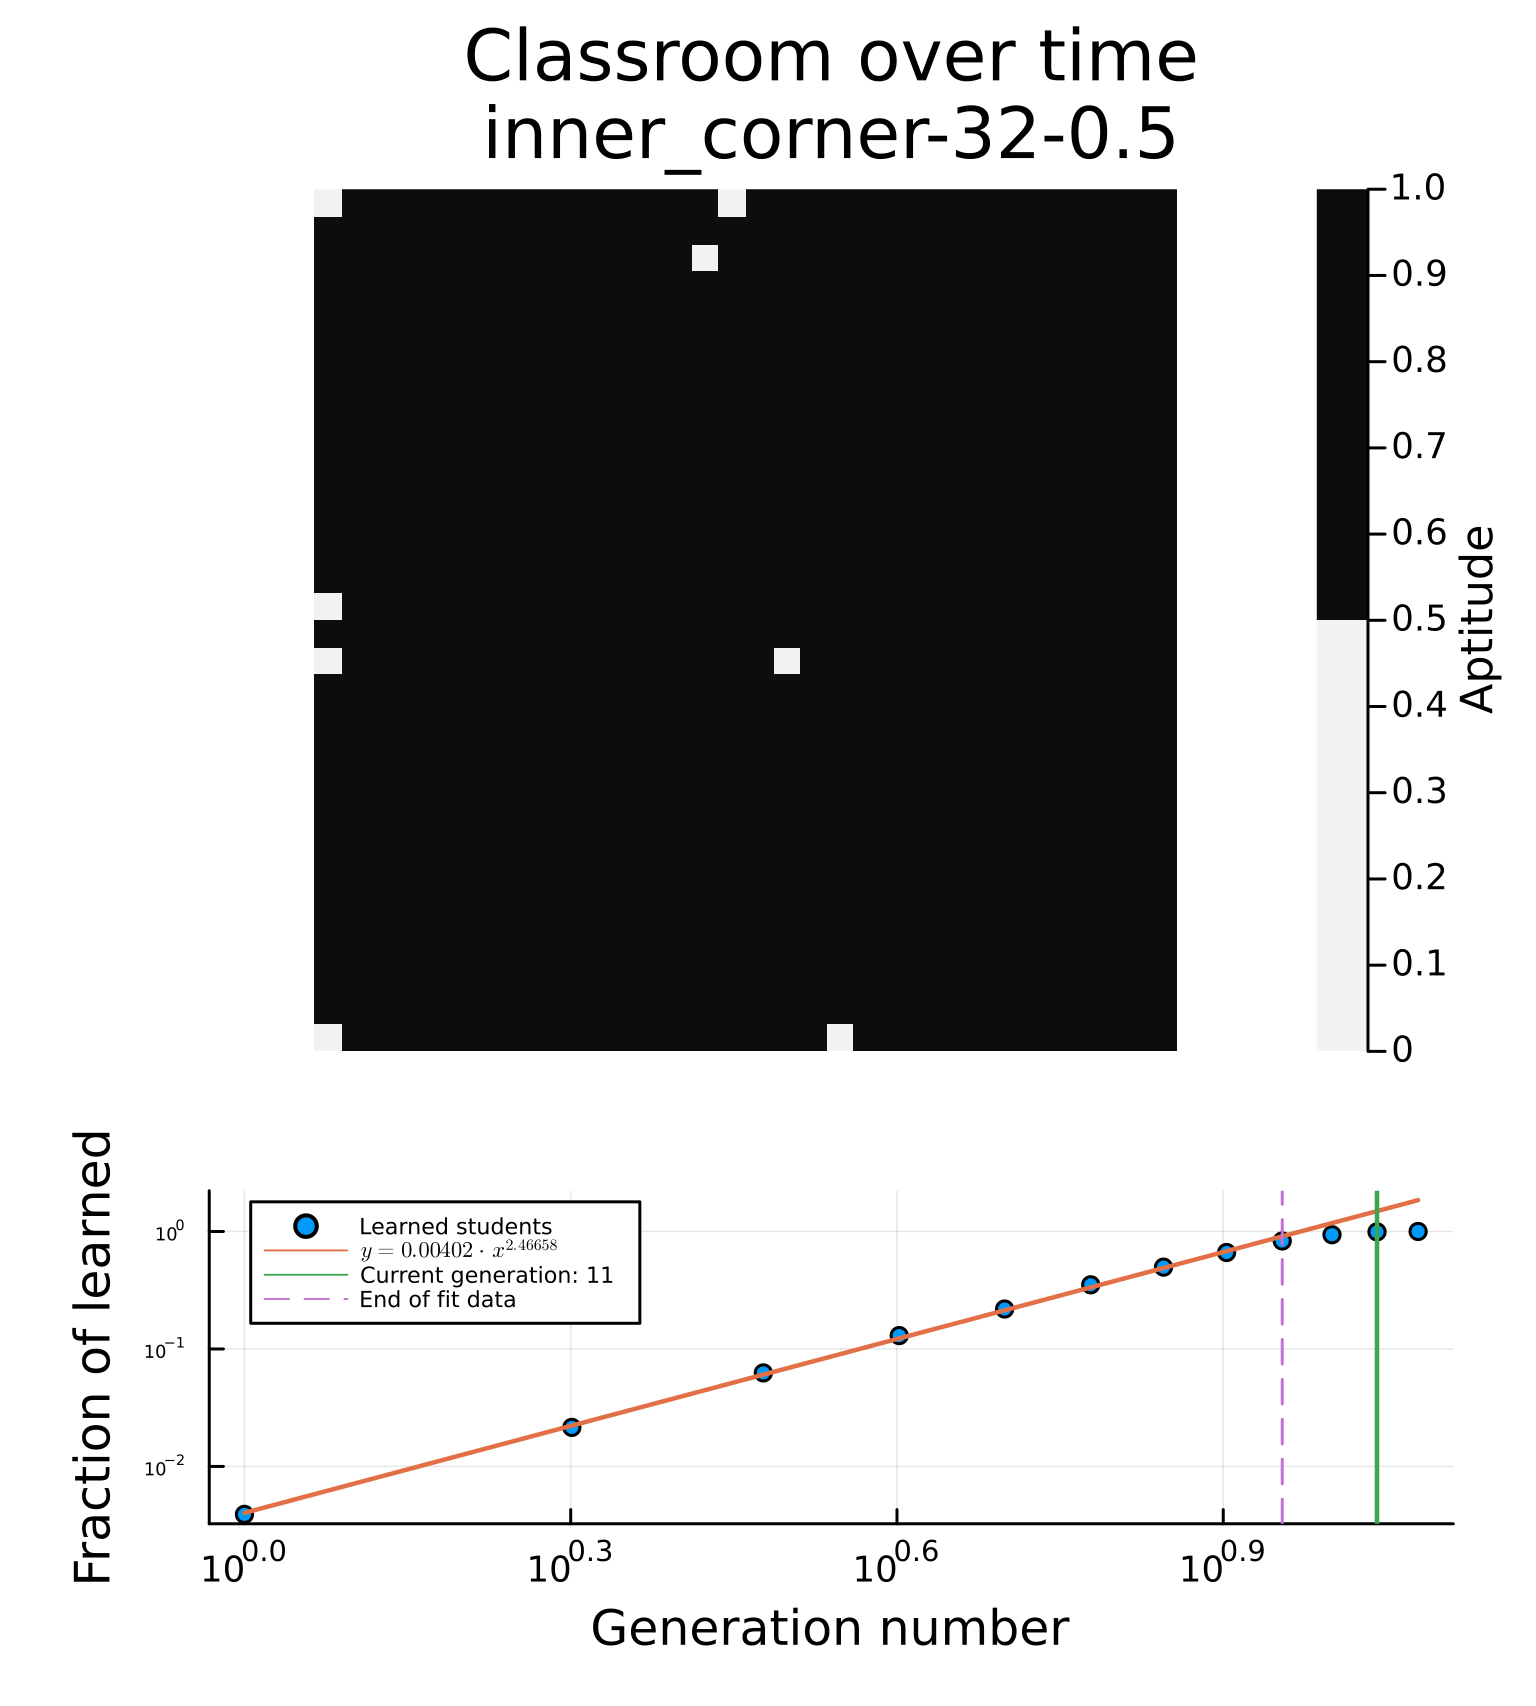 Classroom over time
inner_corner-32-0.5
1.0
0.9
0.8
0.7
0.6
0.5
0.4
0.3
0.2
0.1
0
Aptitude
Fraction of learned
10⁰
10⁻¹
10⁻²
Learned students
y = 0.00402 · x^2.46658
Current generation: 11
End of fit data
10^0.0 10^0.3 10^0.6 10^0.9
Generation number